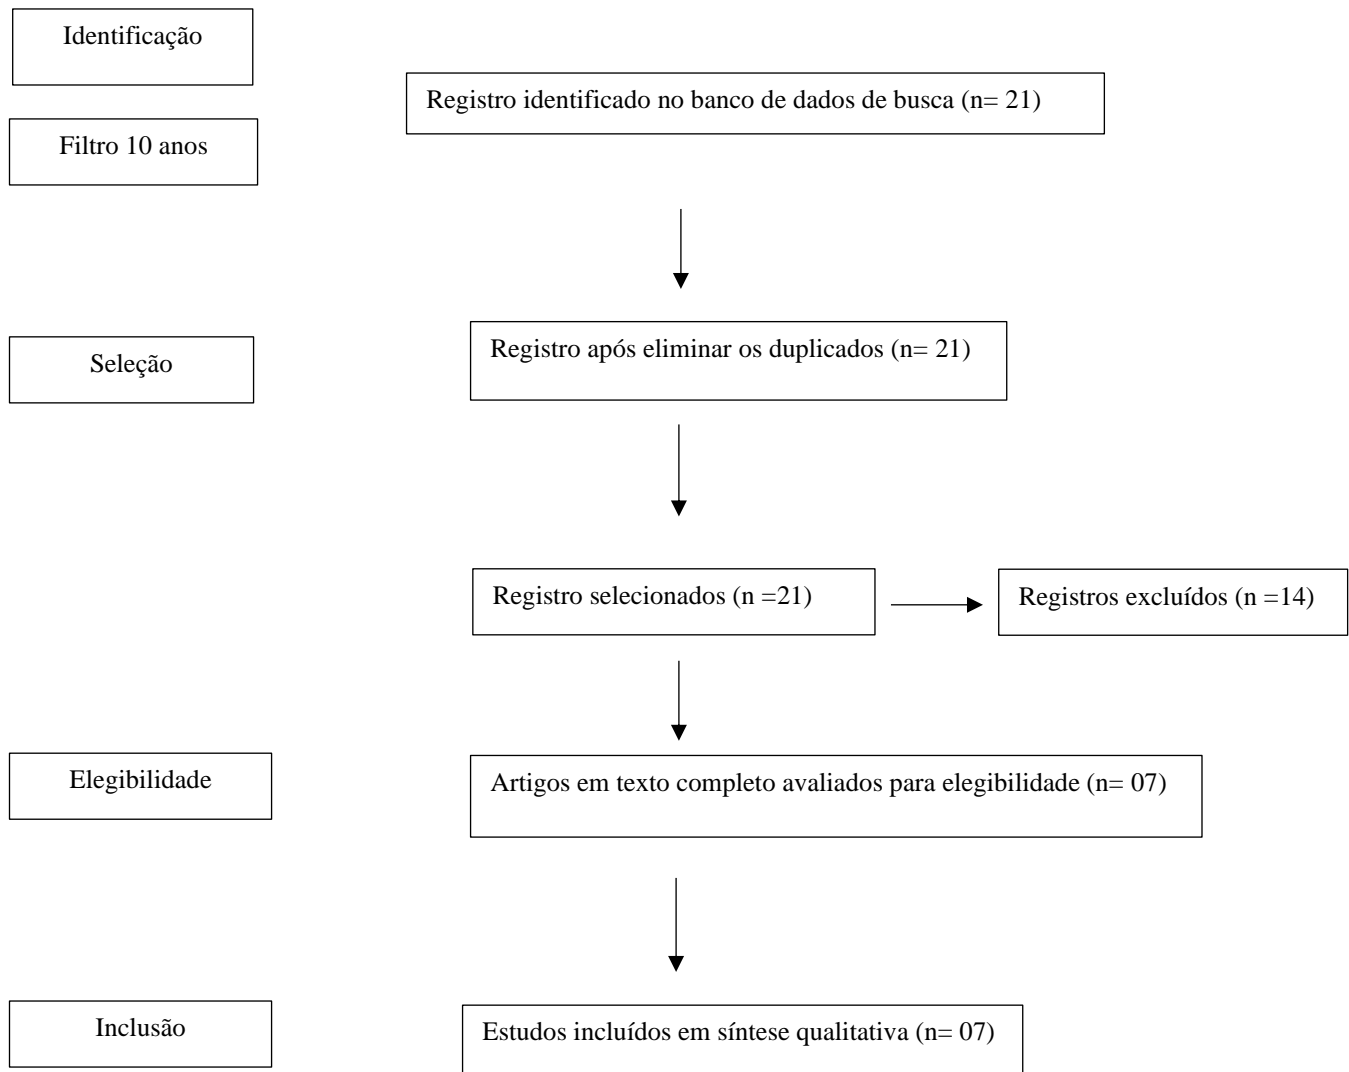 Identificação
Registro identificado no banco de dados de busca (n= 21)
Filtro 10 anos
Seleção
Registro após eliminar os duplicados (n= 21)
Registro selecionados (n =21)
Registros excluídos (n =14)
Elegibilidade
Artigos em texto completo avaliados para elegibilidade (n= 07)
Inclusão
Estudos incluídos em síntese qualitativa (n= 07)